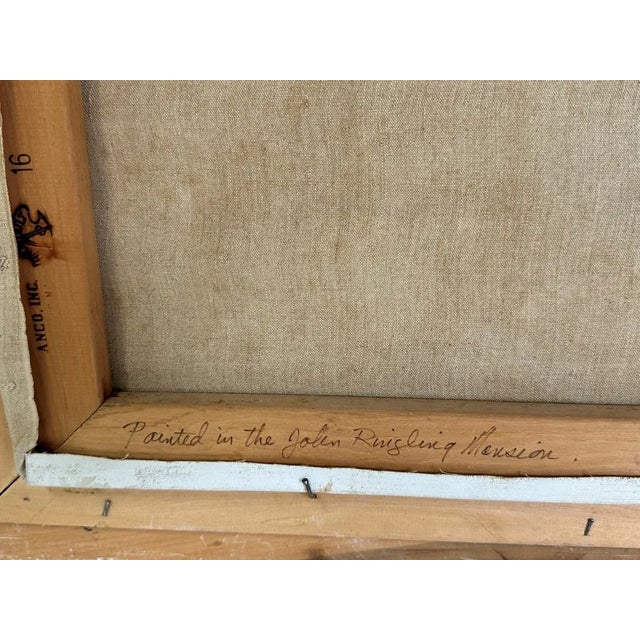 16
ANCO, INC.
Painted in the John Ringling Mansion.